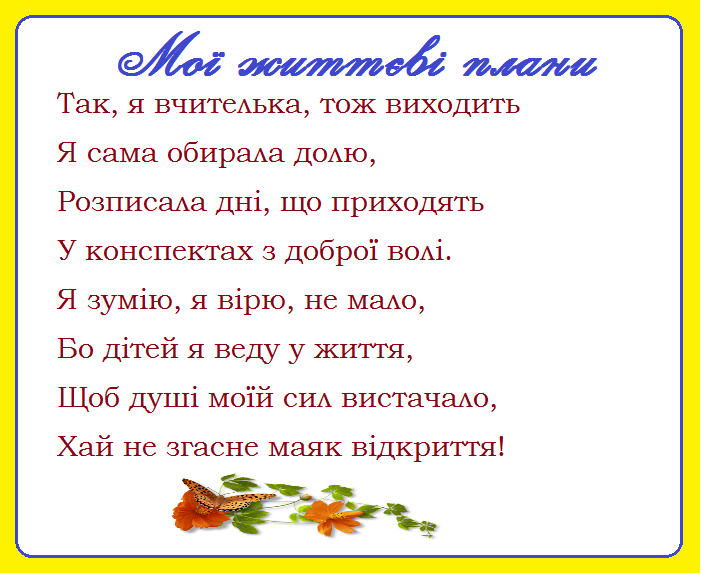 Мої життєві плани
Так, я вчителька, тож виходить
Я сама обирала долю,
Розписала дні, що приходять
У конспектах з доброї волі.
Я зумію, я вірю, не мало,
Бо дітей я веду у життя,
Щоб душі моїй сил вистачало,
Хай не згасне маяк відкриття!